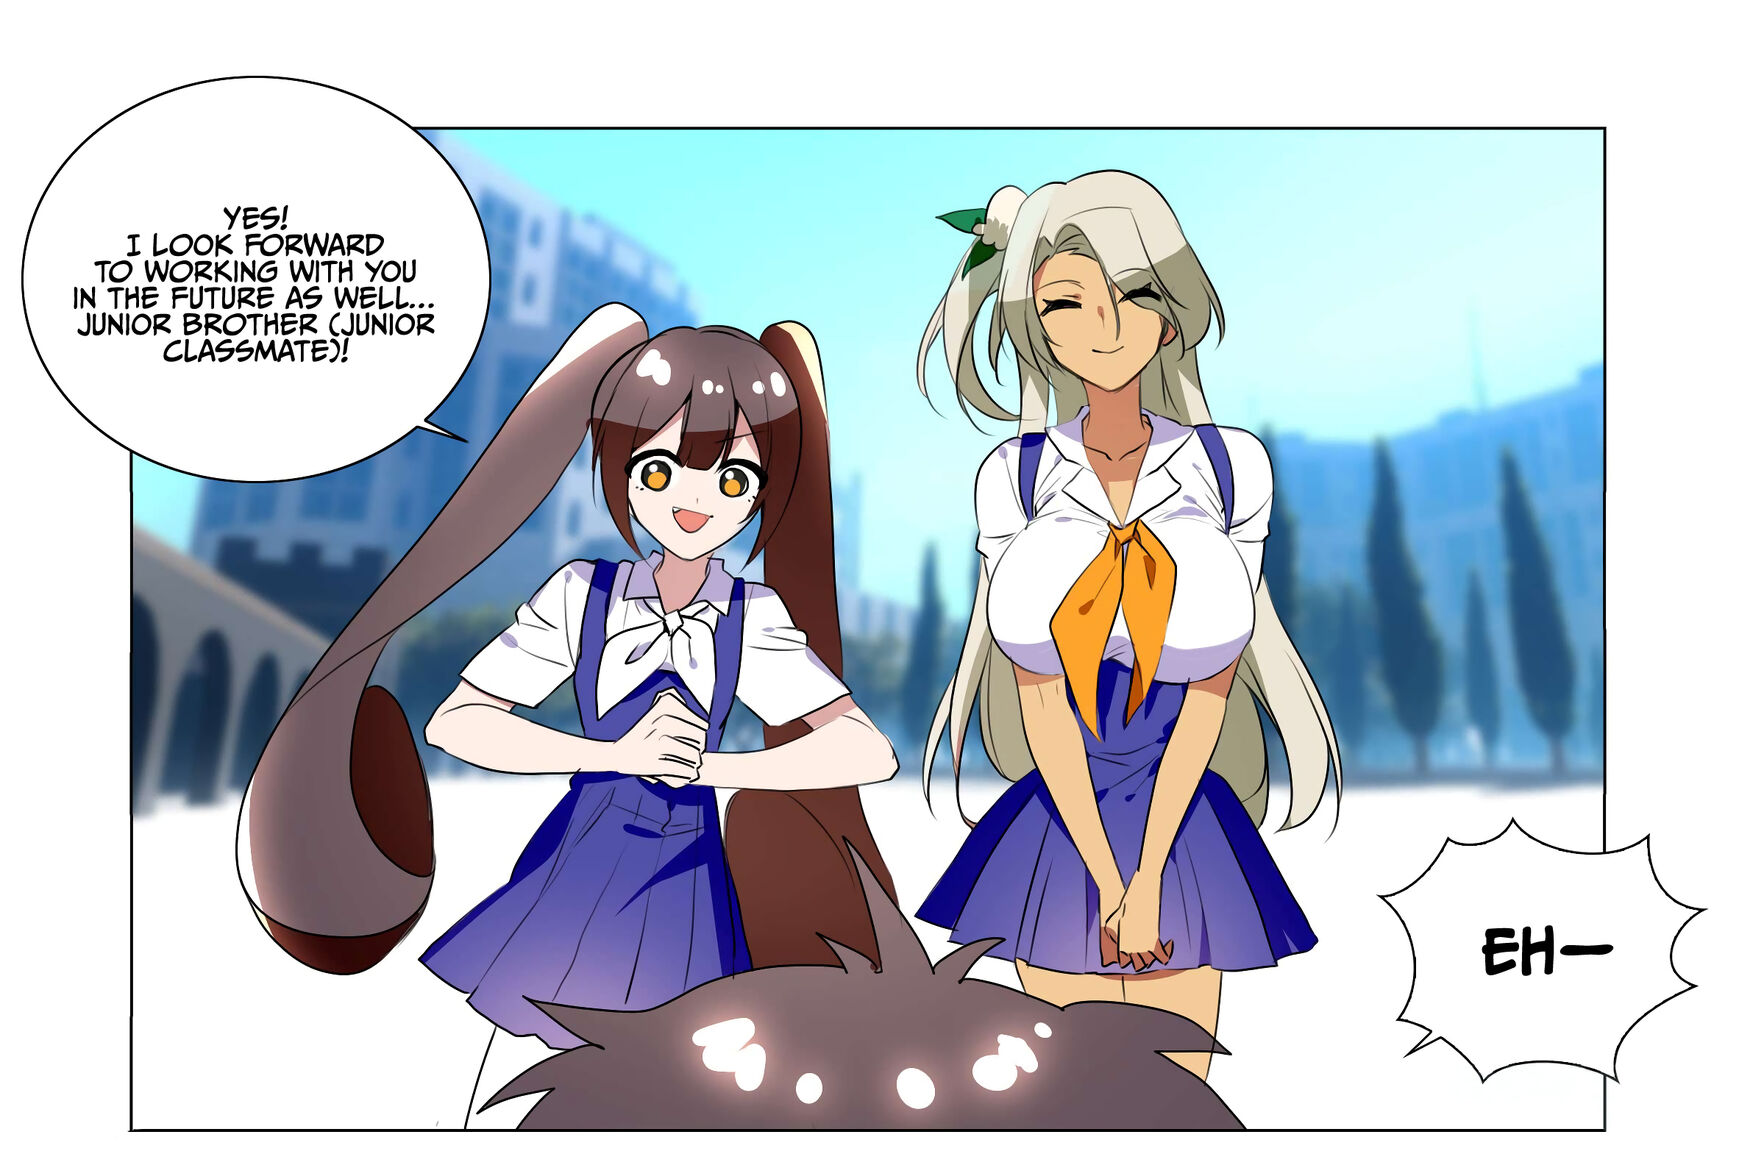 YES!
I LOOK FORWARD
TO WORKING WITH YOU
IN THE FUTURE AS WELL...
JUNIOR BROTHER (JUNIOR
CLASSMATE)!
EH—